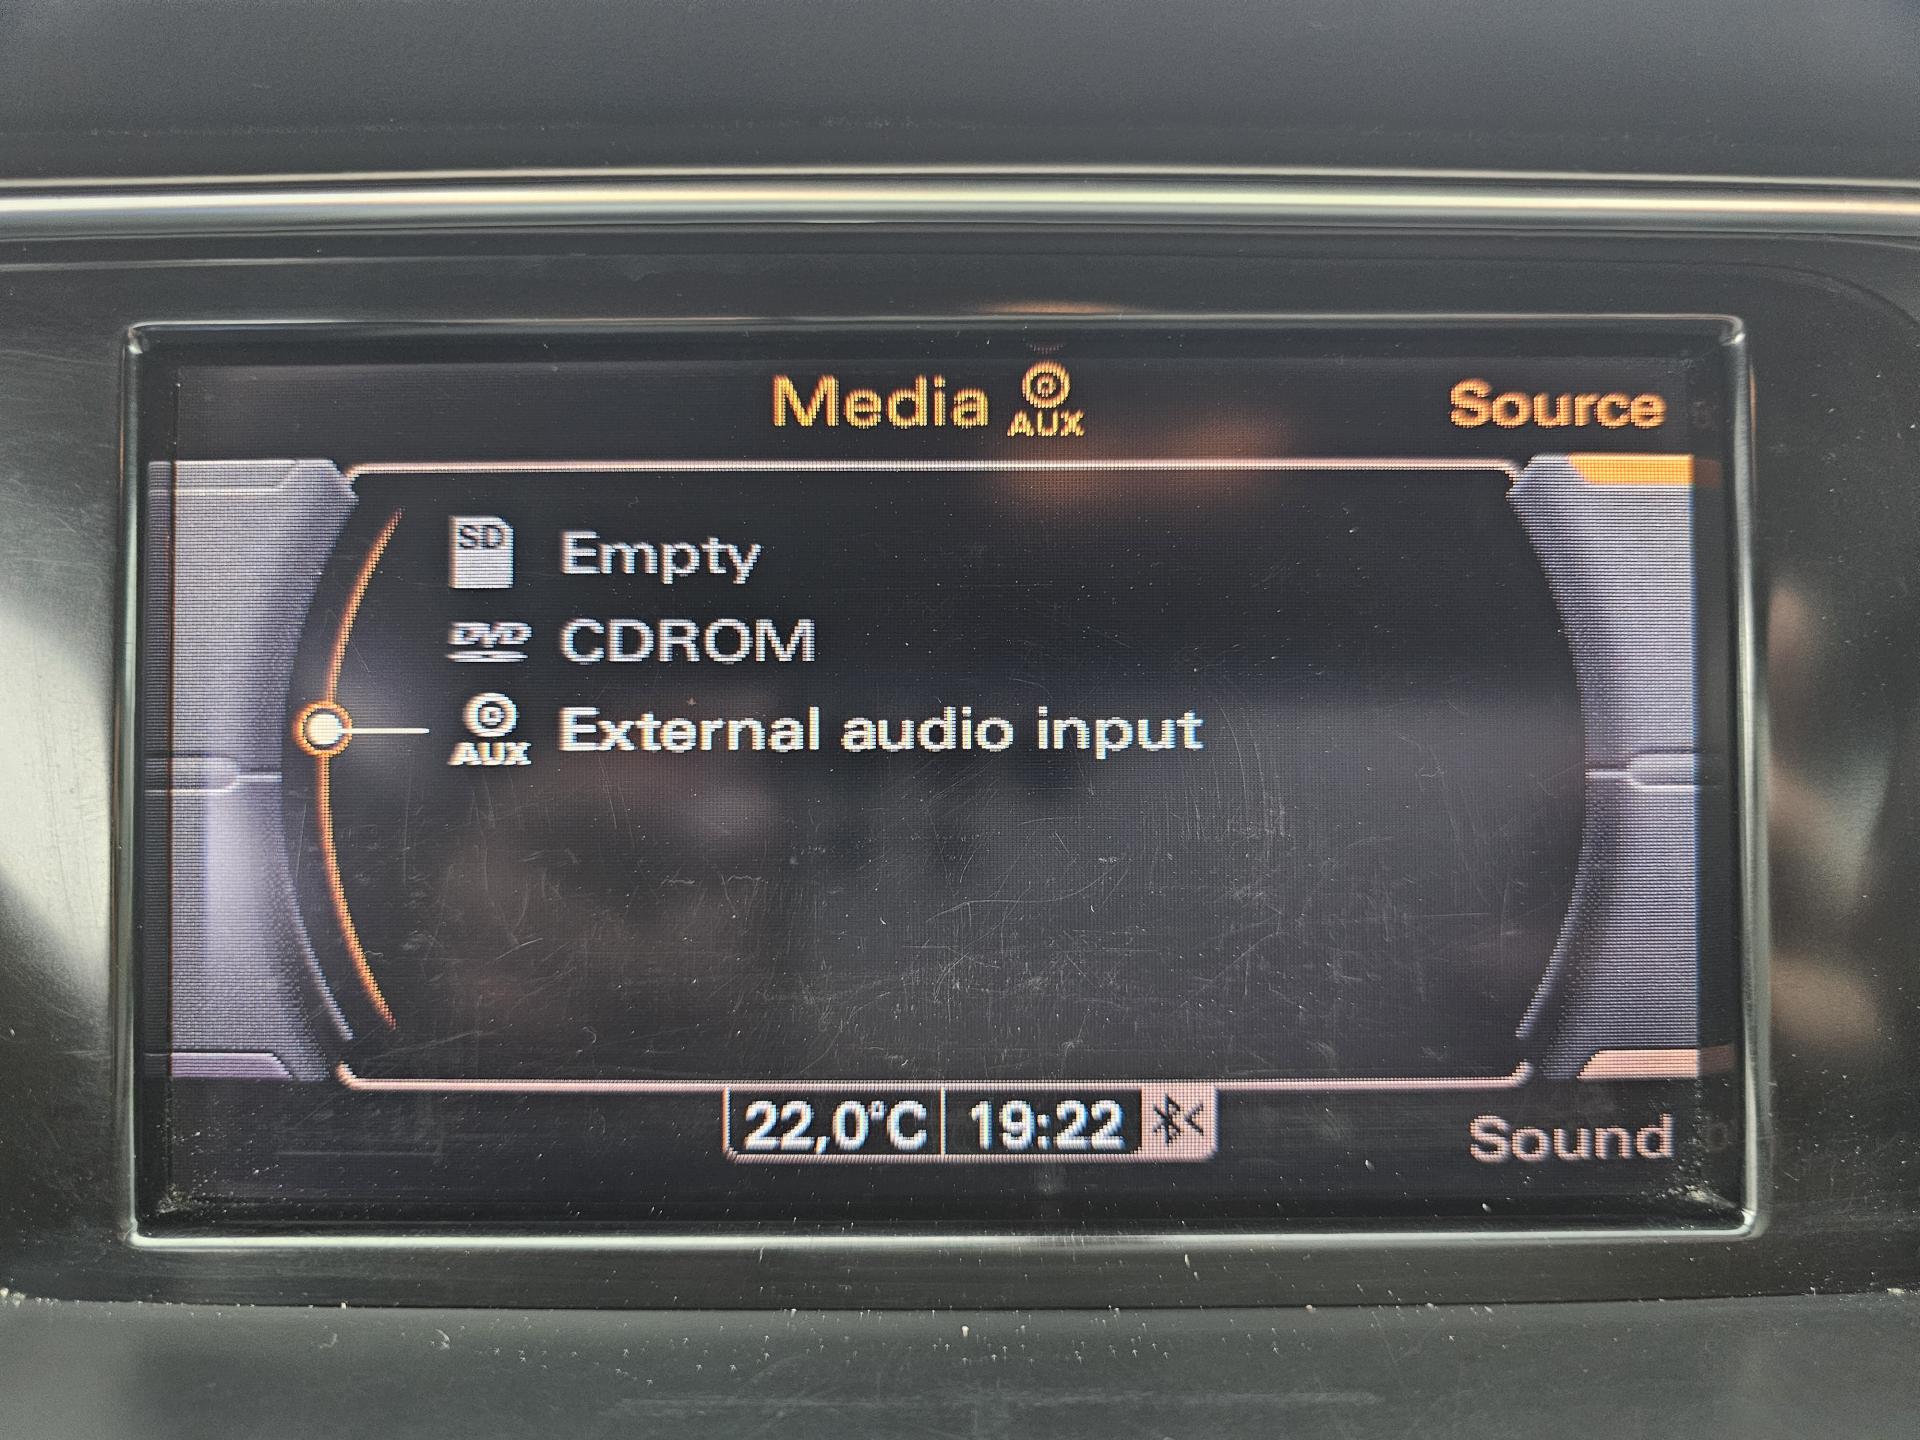 Media AUX
Source
SD Empty
DVD CDROM
AUX External audio input
22,0°C 19:22
Sound